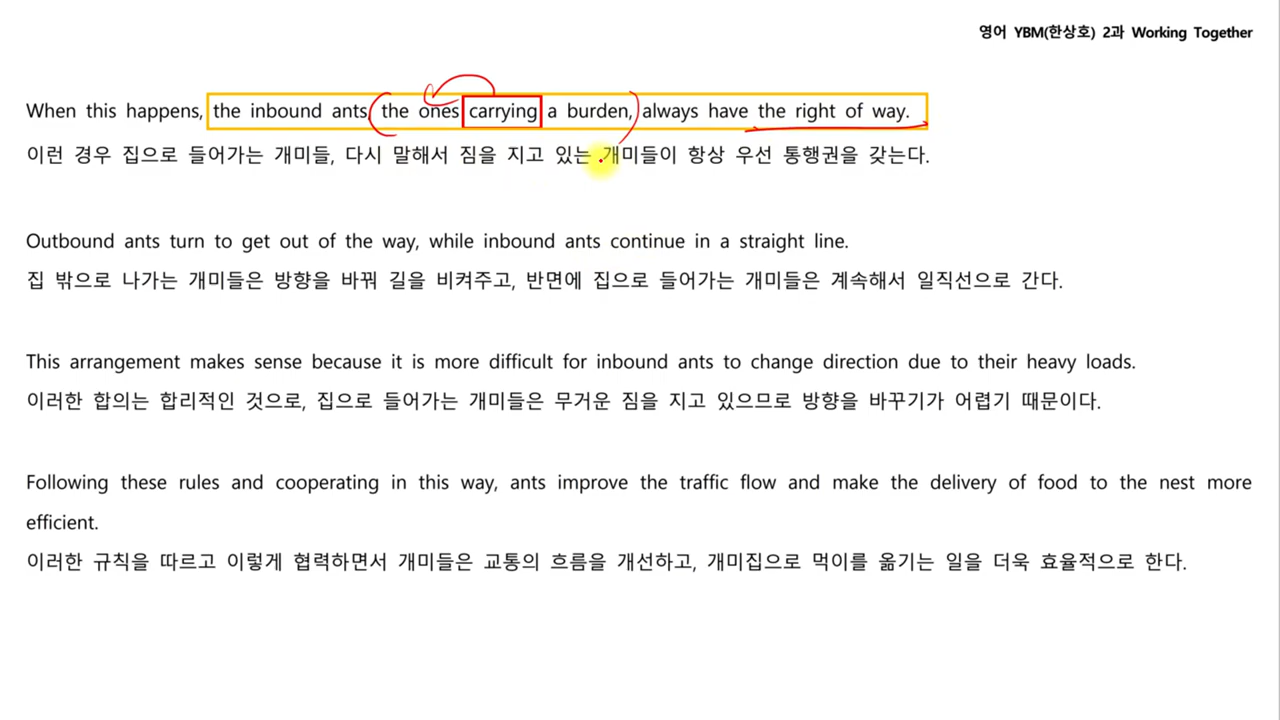 영어 YBM(한상호) 2과 Working Together
When this happens, the inbound ants, the ones carrying a burden, always have the right of way.
이런 경우 집으로 들어가는 개미들, 다시 말해서 짐을 지고 있는 개미들이 항상 우선 통행권을 갖는다.
Outbound ants turn to get out of the way, while inbound ants continue in a straight line.
집 밖으로 나가는 개미들은 방향을 바꿔 길을 비켜주고, 반면에 집으로 들어가는 개미들은 계속해서 일직선으로 간다.
This arrangement makes sense because it is more difficult for inbound ants to change direction due to their heavy loads.
이러한 합의는 합리적인 것으로, 집으로 들어가는 개미들은 무거운 짐을 지고 있으므로 방향을 바꾸기가 어렵기 때문이다.
Following these rules and cooperating in this way, ants improve the traffic flow and make the delivery of food to the nest more
efficient.
이러한 규칙을 따르고 이렇게 협력하면서 개미들은 교통의 흐름을 개선하고, 개미집으로 먹이를 옮기는 일을 더욱 효율적으로 한다.